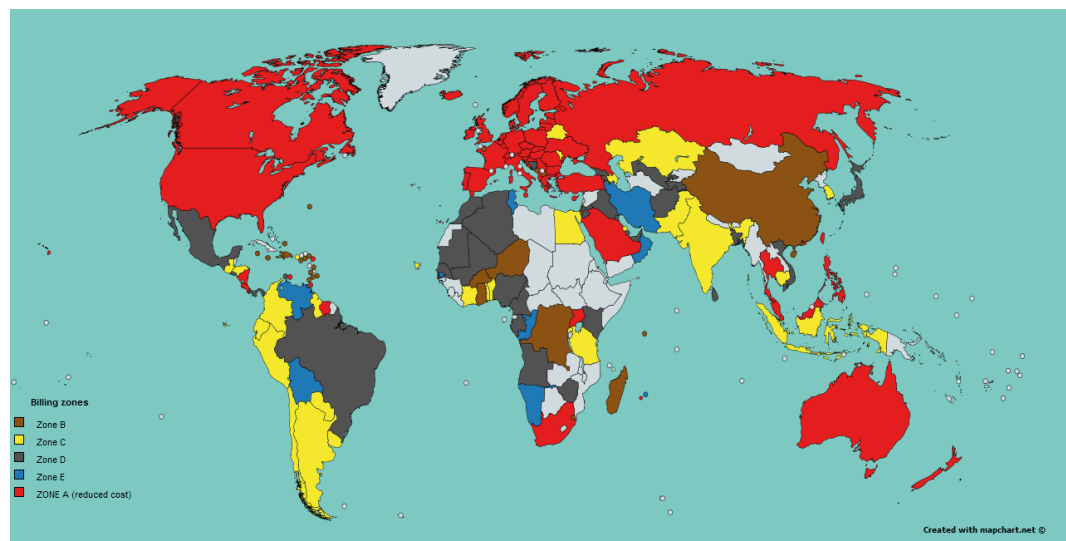 Billing zones
Zone B
Zone C
Zone D
Zone E
ZONE A (reduced cost)
Created with mapchart.net ©